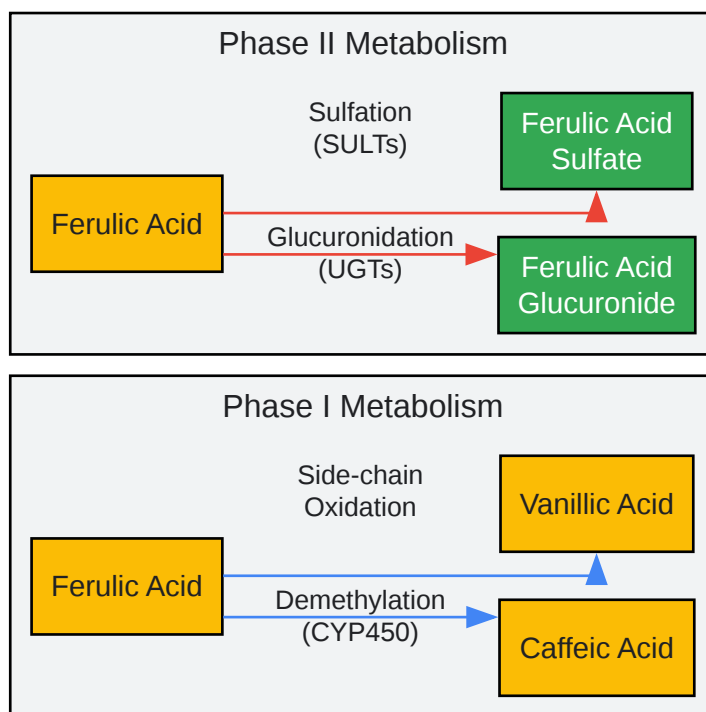 Phase II Metabolism
Sulfation
(SULTs)
Ferulic Acid
Sulfate
Ferulic Acid
Glucuronidation
(UGTs)
Ferulic Acid
Glucuronide
Phase I Metabolism
Side-chain
Oxidation
Vanillic Acid
Ferulic Acid
Demethylation
(CYP450)
Caffeic Acid